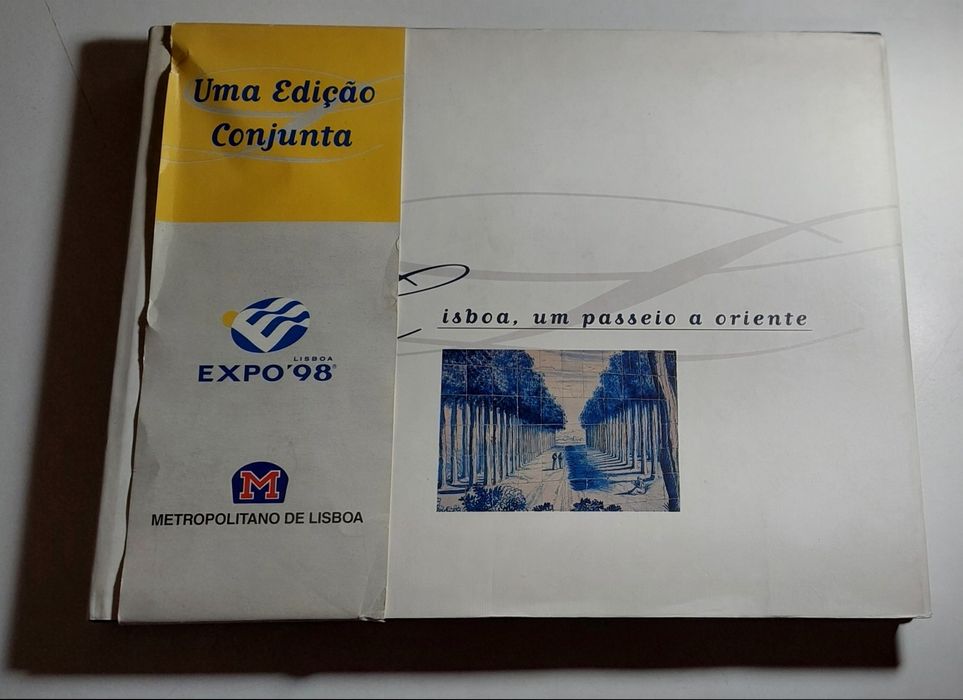 Uma Edição
Conjunta
LISBOA
EXPO'98®
M
METROPOLITANO DE LISBOA
isboa, um passeio a oriente